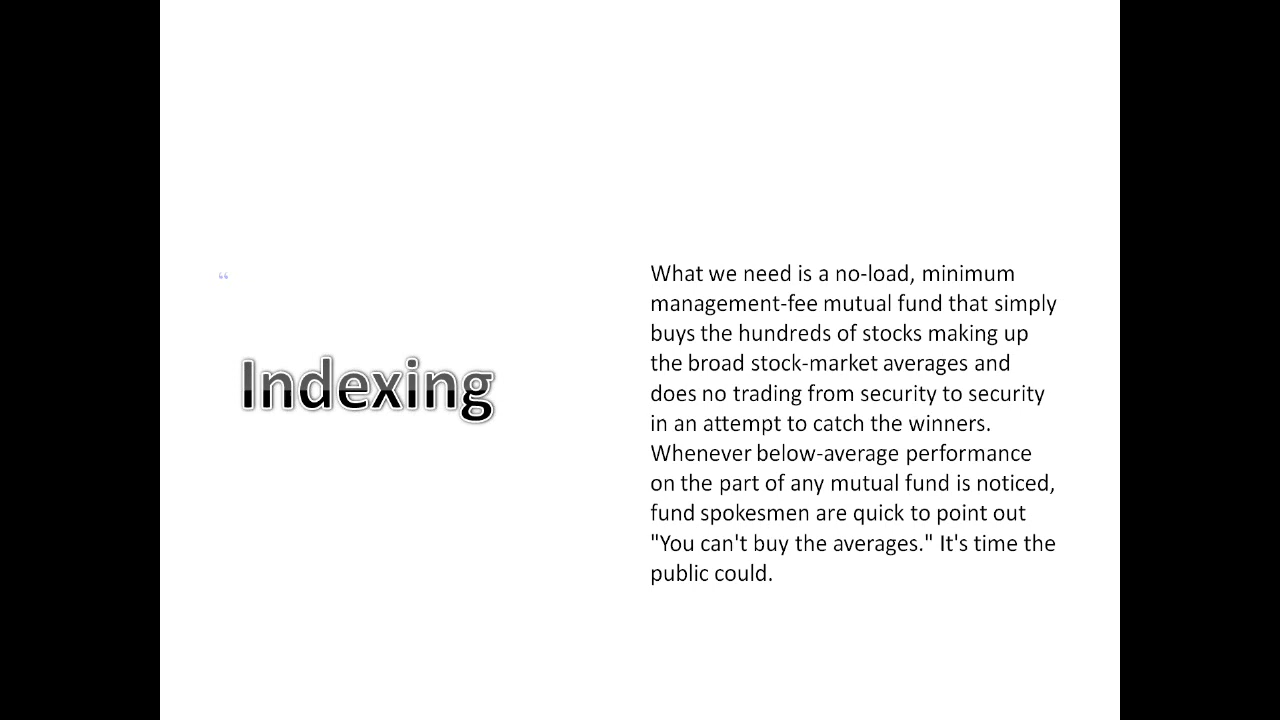 “
Indexing
What we need is a no-load, minimum
management-fee mutual fund that simply
buys the hundreds of stocks making up
the broad stock-market averages and
does no trading from security to security
in an attempt to catch the winners.
Whenever below-average performance
on the part of any mutual fund is noticed,
fund spokesmen are quick to point out
"You can't buy the averages." It's time the
public could.